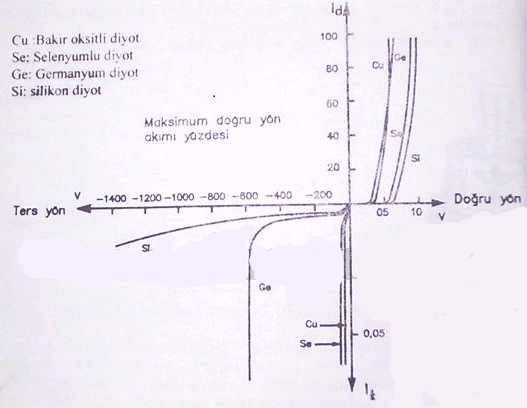 Cu :Bakir oksitli diyot
Se: Selenyumlu diyot
Ge: Germanyum diyot
Si: silikon diyot
Maksimum doğru yön
akımı yüzdesi
Id
100
80
60
40
20
Cu
Ge
Se
Si
V
-1400 -1200 -1000 -800 -600 -400 -200
05 10
Ters yön
Doğru yön
V
Si
Ge
Cu
Se
0,05
It